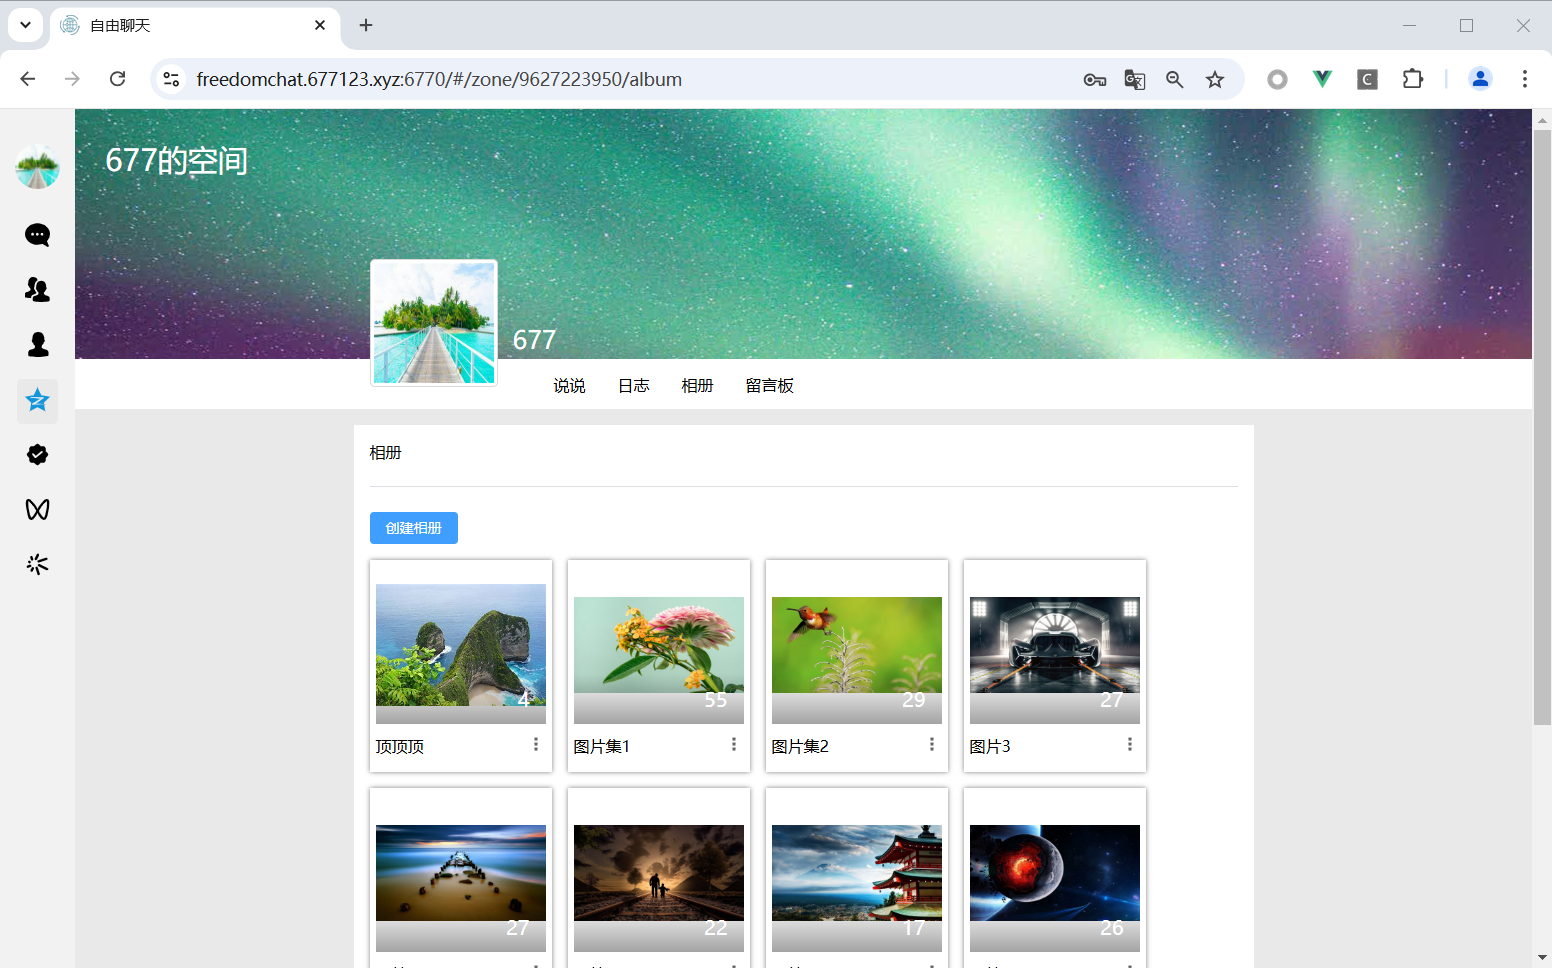 自由聊天
freedomchat.677123.xyz:6770/#/zone/9627223950/album
677的空间
677
说说 日志 相册 留言板
相册
创建相册
4 55 29 27
顶顶顶 图片集1 图片集2 图片3
27 22 17 26